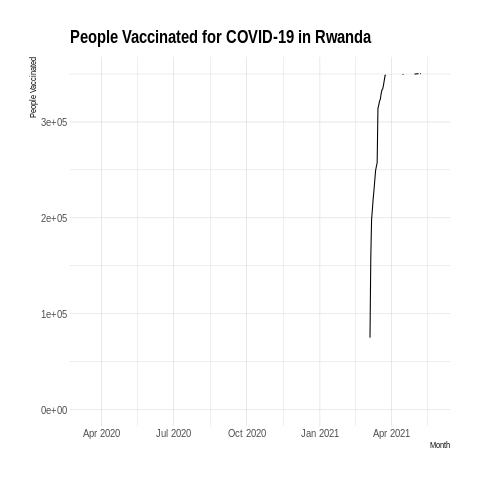 People Vaccinated for COVID-19 in Rwanda
People Vaccinated
3e+05
2e+05
1e+05
0e+00
Apr 2020 Jul 2020 Oct 2020 Jan 2021 Apr 2021
Month